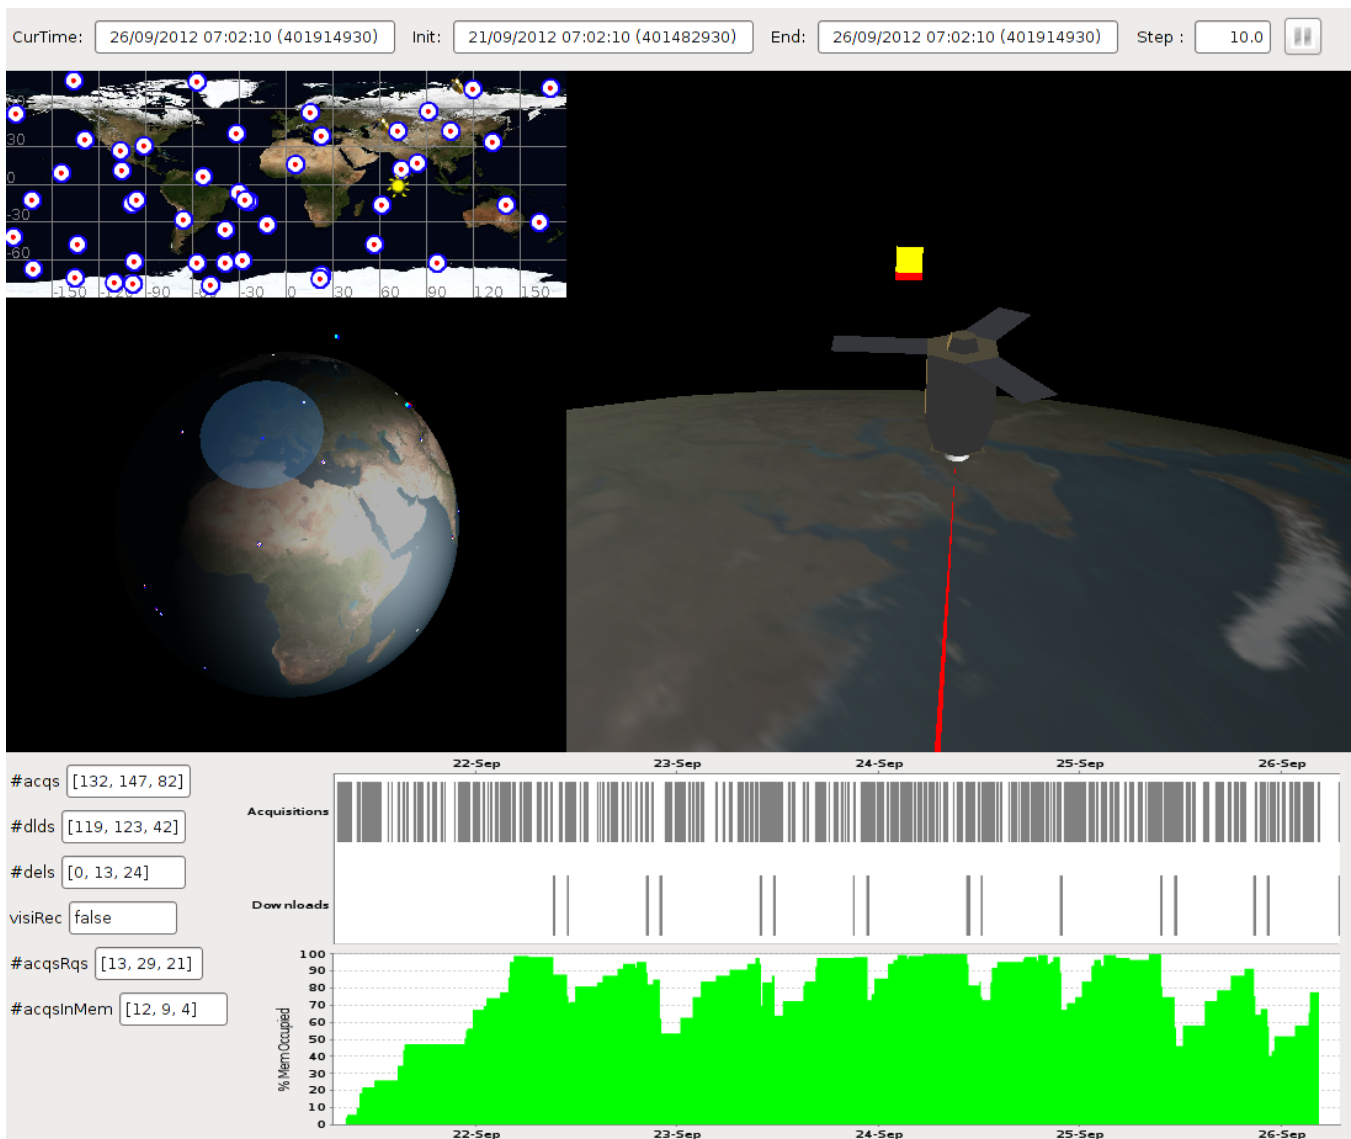 CurTime: 26/09/2012 07:02:10 (401914930) Init: 21/09/2012 07:02:10 (401482930) End: 26/09/2012 07:02:10 (401914930) Step : 10.0
30
0
-30
-60
-150 -120 -90 -30 0 30 60 90 120 150
#acqs [132, 147, 82]
#dlds [119, 123, 42]
#dels [0, 13, 24]
visiRec false
#acqsRqs [13, 29, 21]
#acqsInMem [12, 9, 4]
22-Sep 23-Sep 24-Sep 25-Sep 26-Sep
Acquisitions
Downloads
% Mem Occupied
100
90
80
70
60
50
40
30
20
10
0
22-Sep 23-Sep 24-Sep 25-Sep 26-Sep